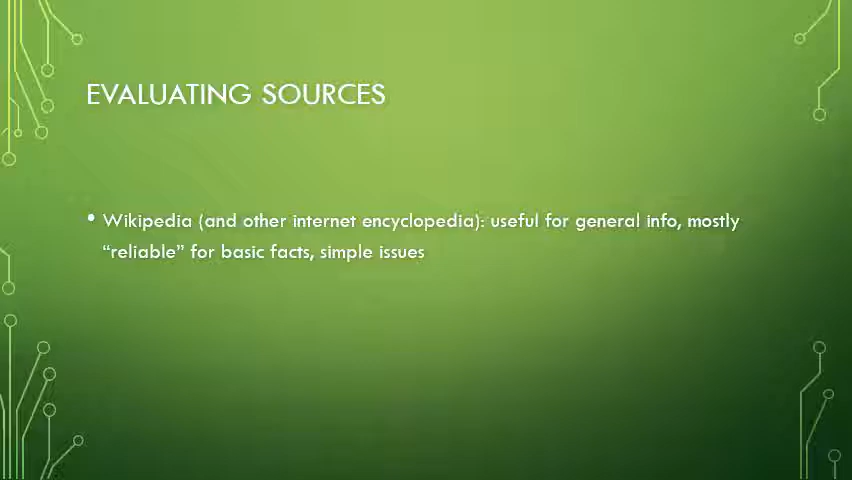 EVALUATING SOURCES
• Wikipedia (and other internet encyclopedia): useful for general info, mostly
“reliable” for basic facts, simple issues